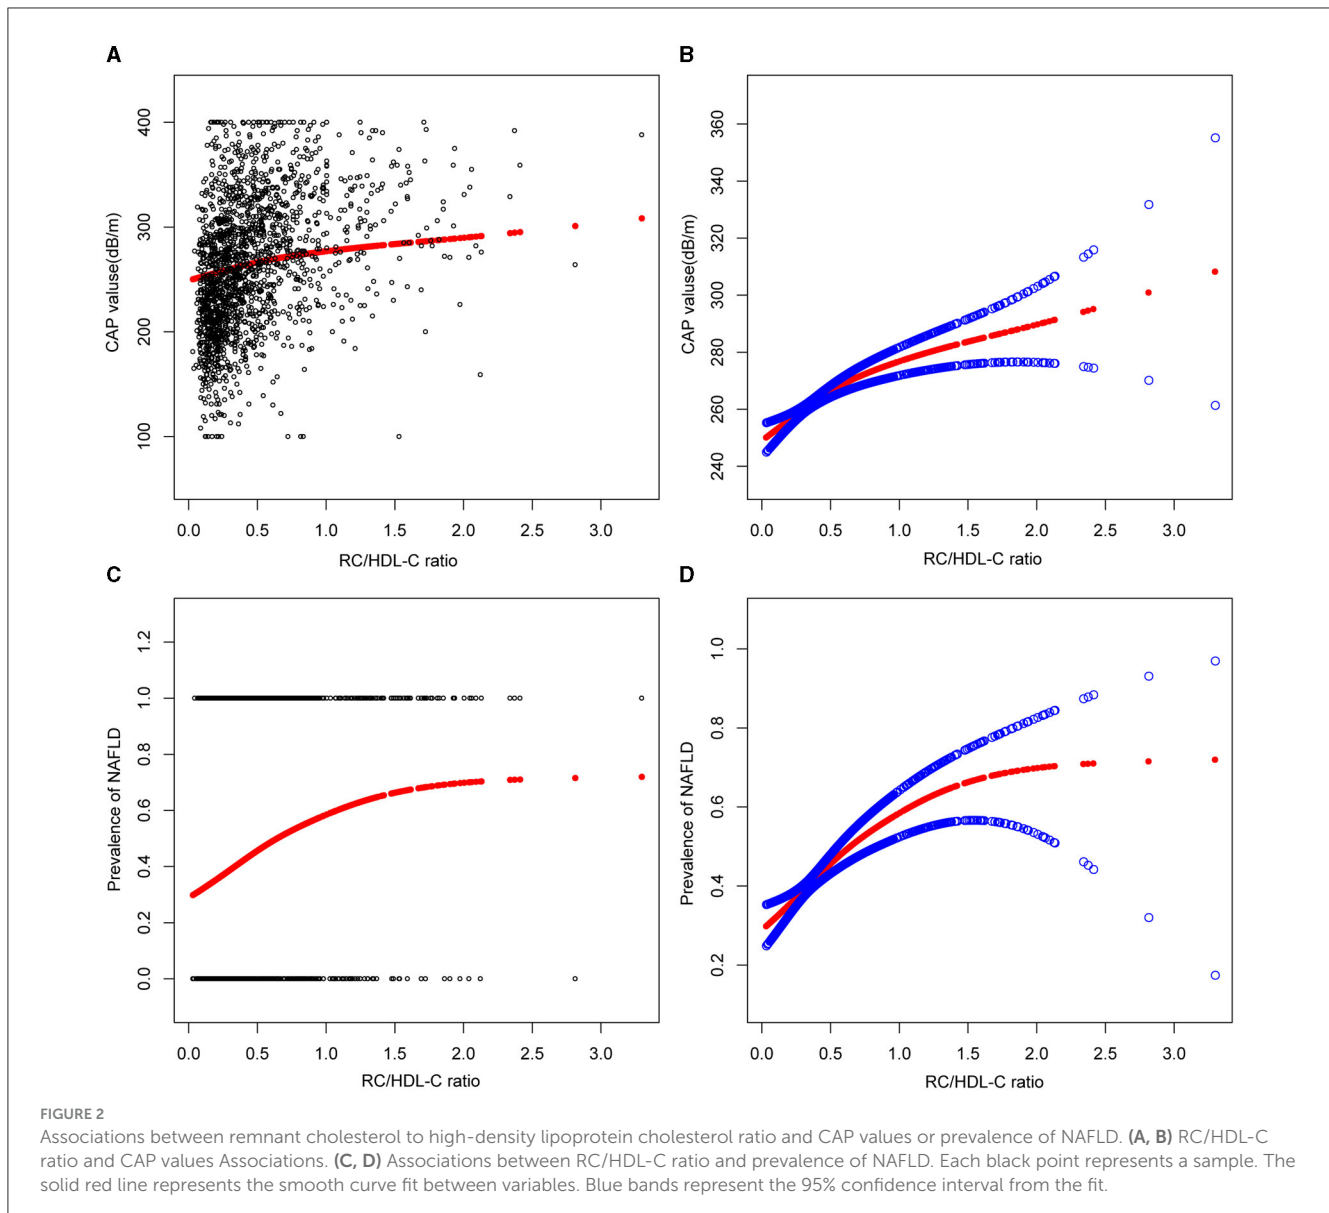 A
CAP valuse(dB/m)
400
300
200
100
0.0 0.5 1.0 1.5 2.0 2.5 3.0
RC/HDL-C ratio
B
CAP valuse(dB/m)
360
340
320
300
280
260
240
0.0 0.5 1.0 1.5 2.0 2.5 3.0
RC/HDL-C ratio
C
Prevalence of NAFLD
1.2
1.0
0.8
0.6
0.4
0.2
0.0
0.0 0.5 1.0 1.5 2.0 2.5 3.0
RC/HDL-C ratio
D
Prevalence of NAFLD
1.0
0.8
0.6
0.4
0.2
0.0 0.5 1.0 1.5 2.0 2.5 3.0
RC/HDL-C ratio
FIGURE 2
Associations between remnant cholesterol to high-density lipoprotein cholesterol ratio and CAP values or prevalence of NAFLD. (A, B) RC/HDL-C
ratio and CAP values Associations. (C, D) Associations between RC/HDL-C ratio and prevalence of NAFLD. Each black point represents a sample. The
solid red line represents the smooth curve fit between variables. Blue bands represent the 95% confidence interval from the fit.